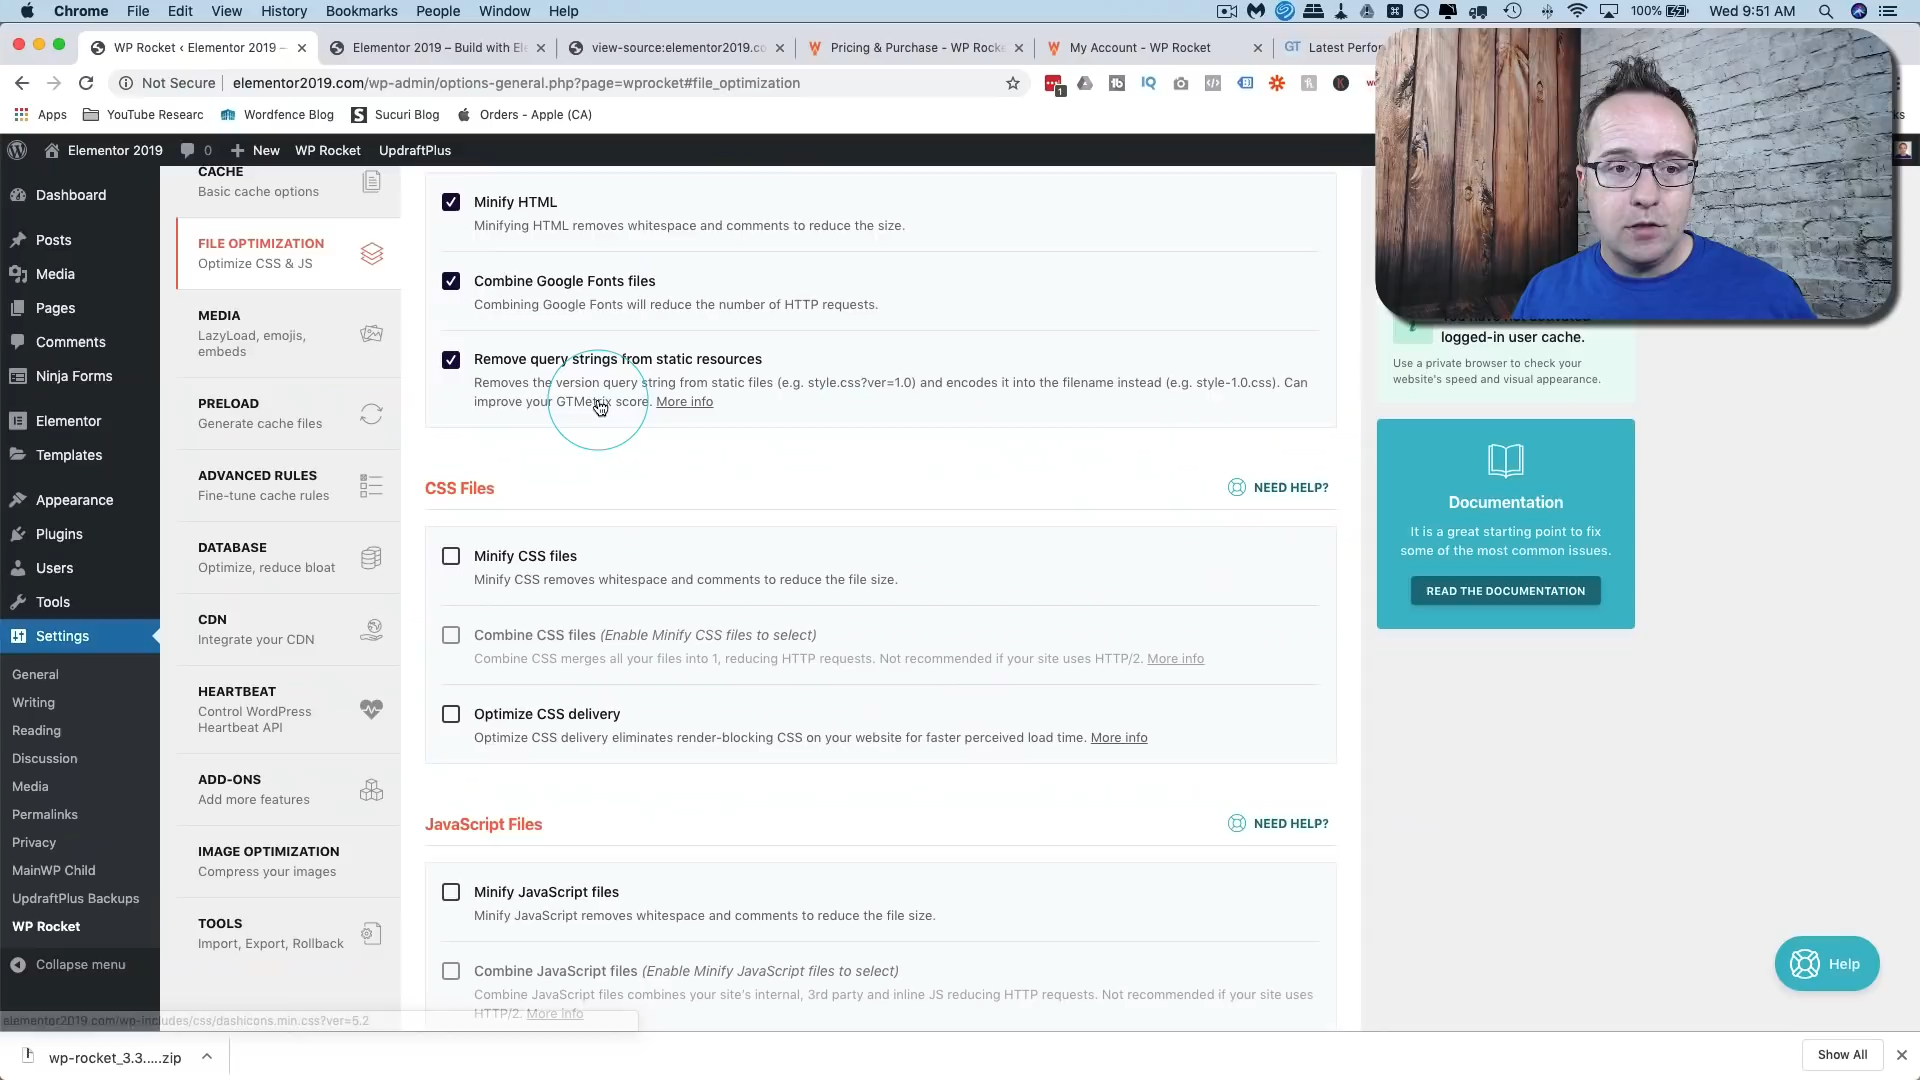 Chrome File Edit View History Bookmarks People Window Help 100% Wed 9:51 AM
WP Rocket ‹ Elementor 2019 – Elementor 2019 – Build with Ele view-source:elementor2019.co Pricing & Purchase - WP Rocke My Account - WP Rocket GT Latest Perfor
Not Secure elementor2019.com/wp-admin/options-general.php?page=wprocket#file_optimization
Apps YouTube Researc Wordfence Blog Sucuri Blog Orders - Apple (CA)
Elementor 2019 0 New WP Rocket UpdraftPlus
Dashboard
Posts
Media
Pages
Comments
Ninja Forms
Elementor
Templates
Appearance
Plugins
Users
Tools
Settings
General
Writing
Reading
Discussion
Media
Permalinks
Privacy
MainWP Child
UpdraftPlus Backups
WP Rocket
Collapse menu
CACHE
Basic cache options
FILE OPTIMIZATION
Optimize CSS & JS
MEDIA
LazyLoad, emojis,
embeds
PRELOAD
Generate cache files
ADVANCED RULES
Fine-tune cache rules
DATABASE
Optimize, reduce bloat
CDN
Integrate your CDN
HEARTBEAT
Control WordPress
Heartbeat API
ADD-ONS
Add more features
IMAGE OPTIMIZATION
Compress your images
TOOLS
Import, Export, Rollback
Minify HTML
Minifying HTML removes whitespace and comments to reduce the size.
Combine Google Fonts files
Combining Google Fonts will reduce the number of HTTP requests.
Remove query strings from static resources
Removes the version query string from static files (e.g. style.css?ver=1.0) and encodes it into the filename instead (e.g. style-1.0.css). Can
improve your GTMetrix score. More info
CSS Files NEED HELP?
Minify CSS files
Minify CSS removes whitespace and comments to reduce the file size.
Combine CSS files (Enable Minify CSS files to select)
Combine CSS merges all your files into 1, reducing HTTP requests. Not recommended if your site uses HTTP/2. More info
Optimize CSS delivery
Optimize CSS delivery eliminates render-blocking CSS on your website for faster perceived load time. More info
JavaScript Files NEED HELP?
Minify JavaScript files
Minify JavaScript removes whitespace and comments to reduce the file size.
Combine JavaScript files (Enable Minify JavaScript files to select)
Combine JavaScript files combines your site's internal, 3rd party and inline JS reducing HTTP requests. Not recommended if your site uses
HTTP/2. More info
logged-in user cache.
Use a private browser to check your
website's speed and visual appearance.
Documentation
It is a great starting point to fix
some of the most common issues.
READ THE DOCUMENTATION
Help
elementor2019.com/wp-includes/css/dashicons.min.css?ver=5.2
wp-rocket_3.3.....zip Show All